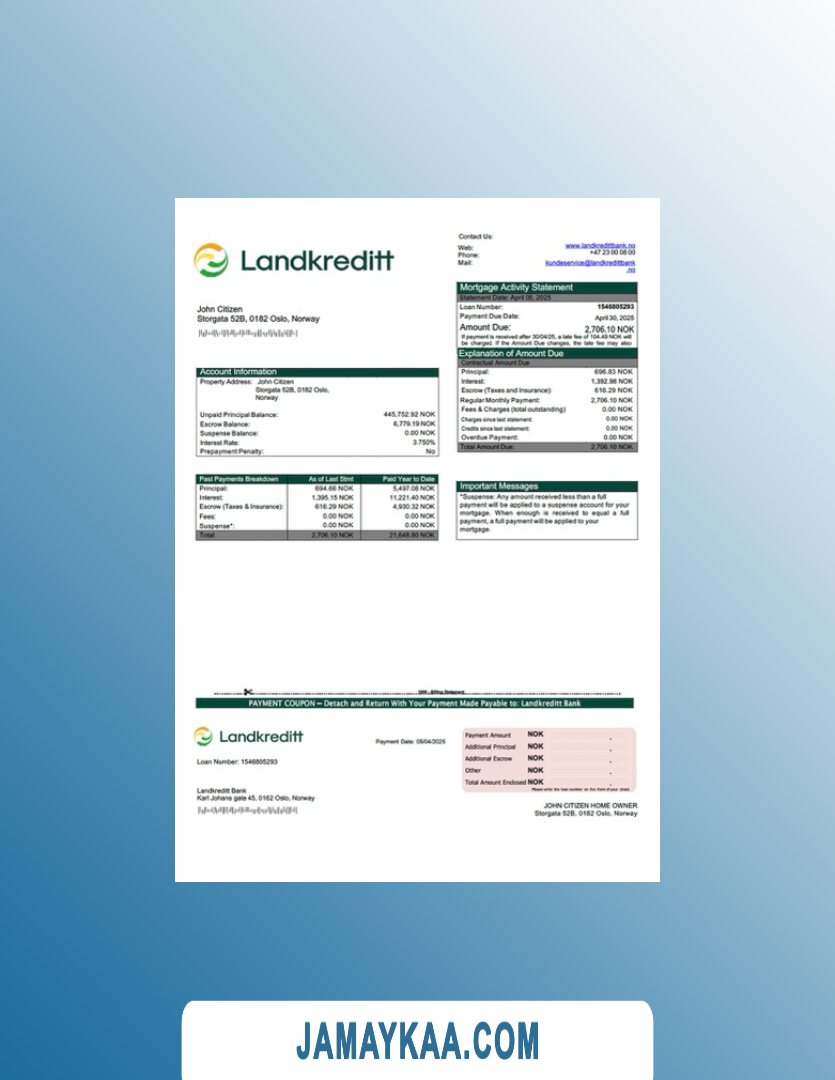 Landkreditt
Contact Us:
Web: www.landkredittbank.no
Phone: +47 23 00 08 00
Mail: kundeservice@landkredittbank
.no
Mortgage Activity Statement
Statement Date: April 05, 2025
Loan Number: 1546805293
Payment Due Date: April 30, 2025
Amount Due: 2,706.10 NOK
If payment is received after 30/04/25, a late fee of 104.49 NOK will
be charged. If the Amount Due changes, the late fee may also
Explanation of Amount Due
Contractual Amount Due
Principal: 696.83 NOK
Interest: 1,392.98 NOK
Escrow (Taxes and Insurance): 616.29 NOK
Regular Monthly Payment: 2,706.10 NOK
Fees & Charges (total outstanding) 0.00 NOK
Charges since last statement: 0.00 NOK
Credits since last statement: 0.00 NOK
Overdue Payment: 0.00 NOK
Total Amount Due: 2,706.10 NOK
John Citizen
Storgata 52B, 0182 Oslo, Norway
Account Information
Property Address: John Citizen
Storgata 52B, 0182 Oslo,
Norway
Unpaid Principal Balance: 445,752.92 NOK
Escrow Balance: 6,779.19 NOK
Suspense Balance: 0.00 NOK
Interest Rate: 3.750%
Prepayment Penalty: No
Past Payments Breakdown As of Last Stmt Paid Year to Date
Principal: 694.66 NOK 5,497.08 NOK
Interest: 1,395.15 NOK 11,221.40 NOK
Escrow (Taxes & Insurance): 616.29 NOK 4,930.32 NOK
Fees: 0.00 NOK 0.00 NOK
Suspense*: 0.00 NOK 0.00 NOK
Total: 2,706.10 NOK 21,648.80 NOK
Important Messages
*Suspense: Any amount received less than a full
payment will be applied to a suspense account for your
mortgage. When enough is received to equal a full
payment, a full payment will be applied to your
mortgage.
PAYMENT COUPON – Detach and Return With Your Payment Made Payable to: Landkreditt Bank
Landkreditt
Payment Date: 05/04/2025
Loan Number: 1546805293
Landkreditt Bank
Karl Johans gate 45, 0162 Oslo, Norway
Payment Amount NOK
Additional Principal NOK
Additional Escrow NOK
Other NOK
Total Amount Enclosed NOK
Please write the loan number on the front of your check
JOHN CITIZEN HOME OWNER
Storgata 52B, 0182 Oslo, Norway
JAMAYKAA.COM